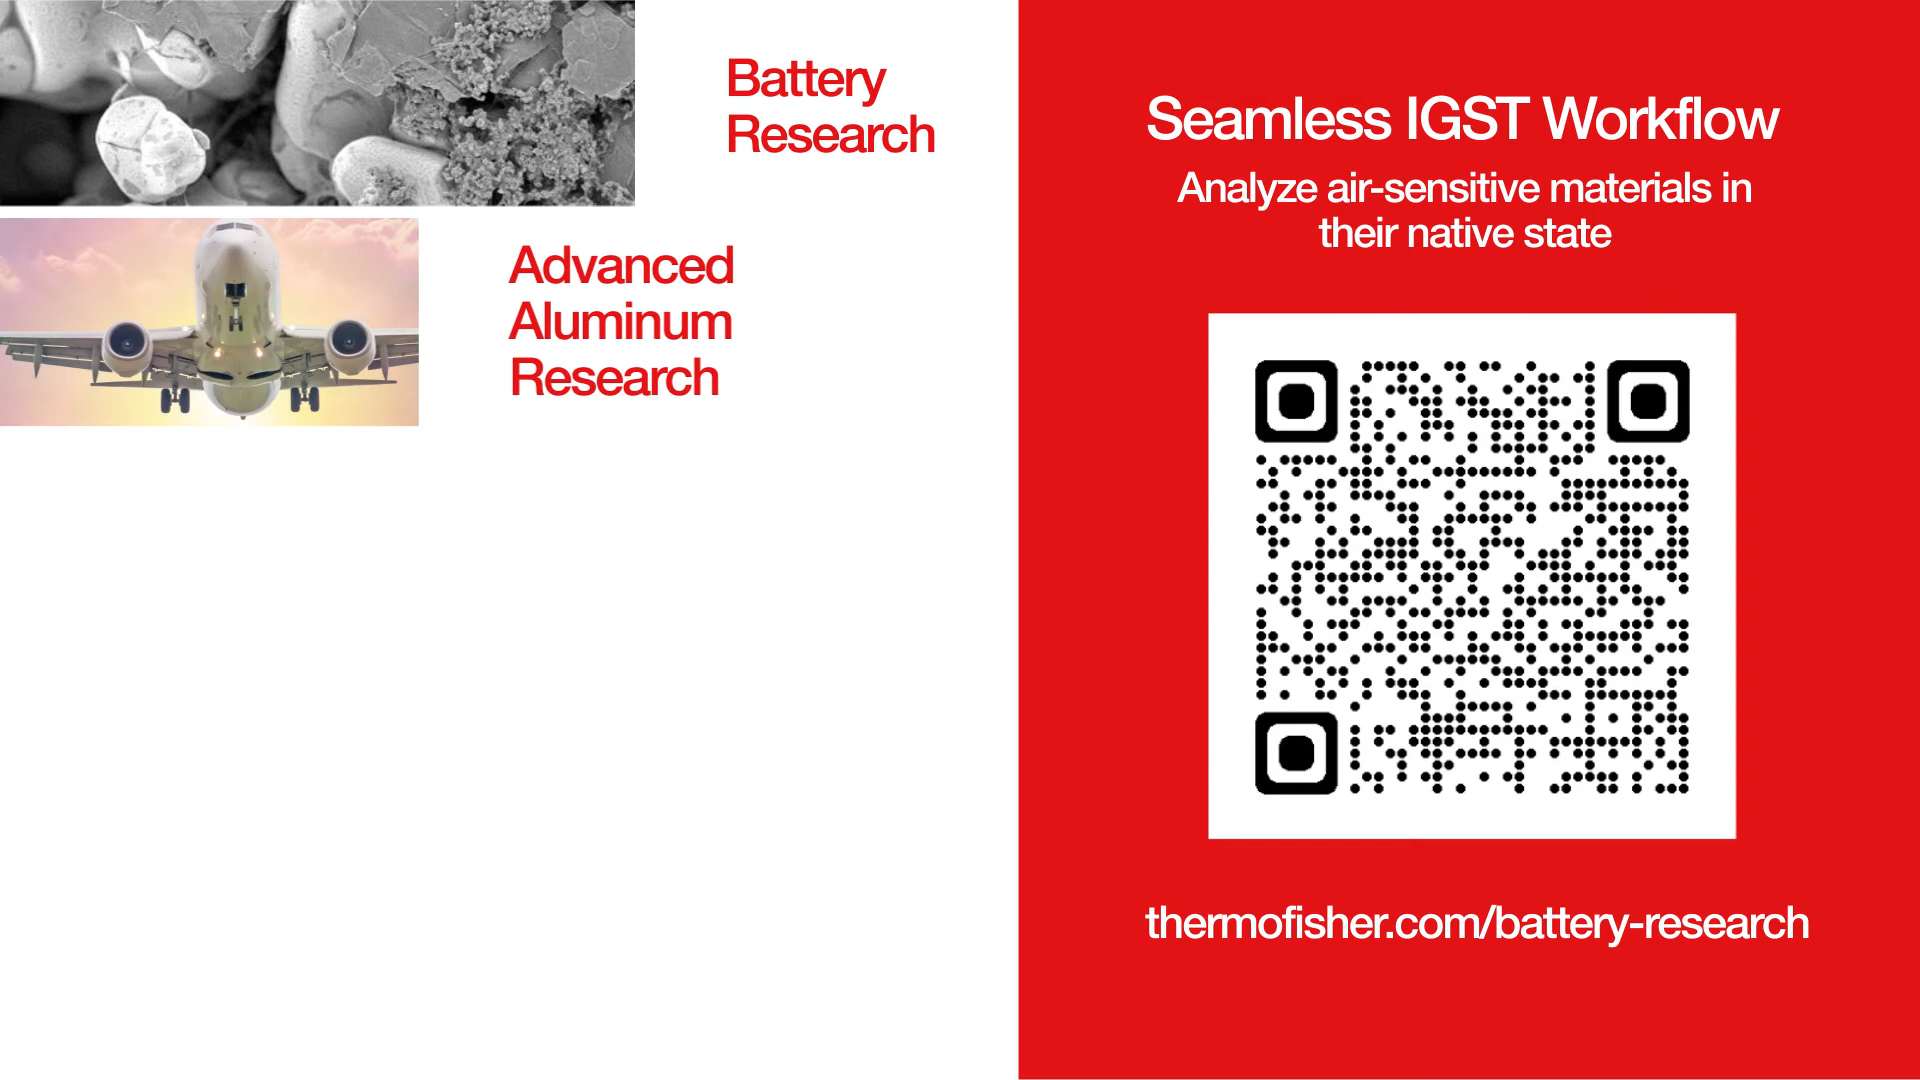 Battery
Research
Advanced
Aluminum
Research
Seamless IGST Workflow
Analyze air-sensitive materials in
their native state
thermofisher.com/battery-research